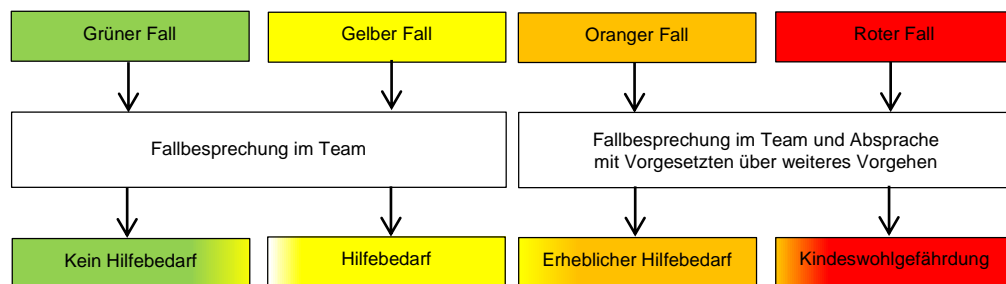 Grüner Fall
Gelber Fall
Oranger Fall
Roter Fall
Fallbesprechung im Team
Fallbesprechung im Team und Absprache
mit Vorgesetzten über weiteres Vorgehen
Kein Hilfebedarf
Hilfebedarf
Erheblicher Hilfebedarf
Kindeswohlgefährdung